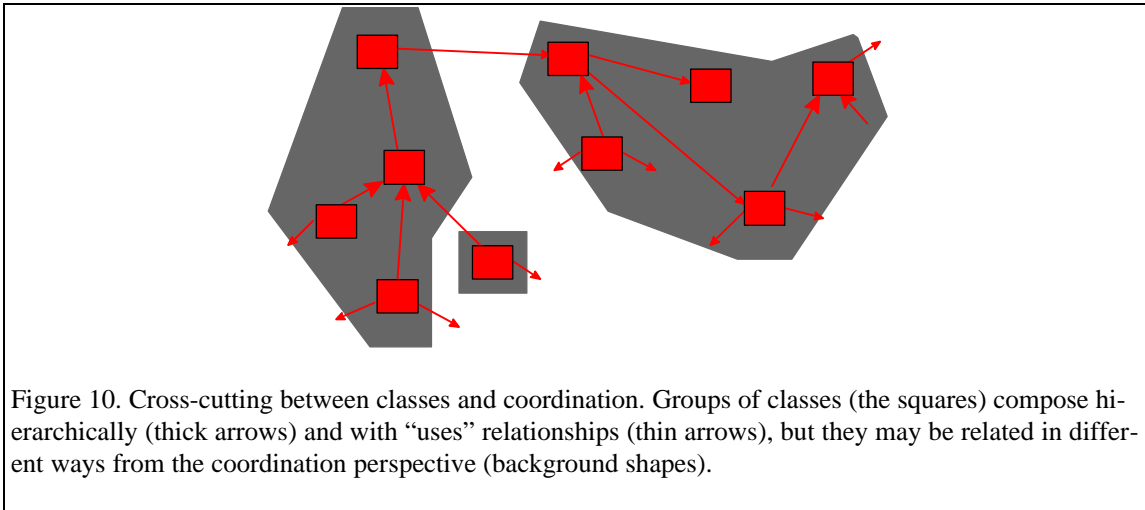 Figure 10. Cross-cutting between classes and coordination. Groups of classes (the squares) compose hi-
erarchically (thick arrows) and with “uses” relationships (thin arrows), but they may be related in differ-
ent ways from the coordination perspective (background shapes).